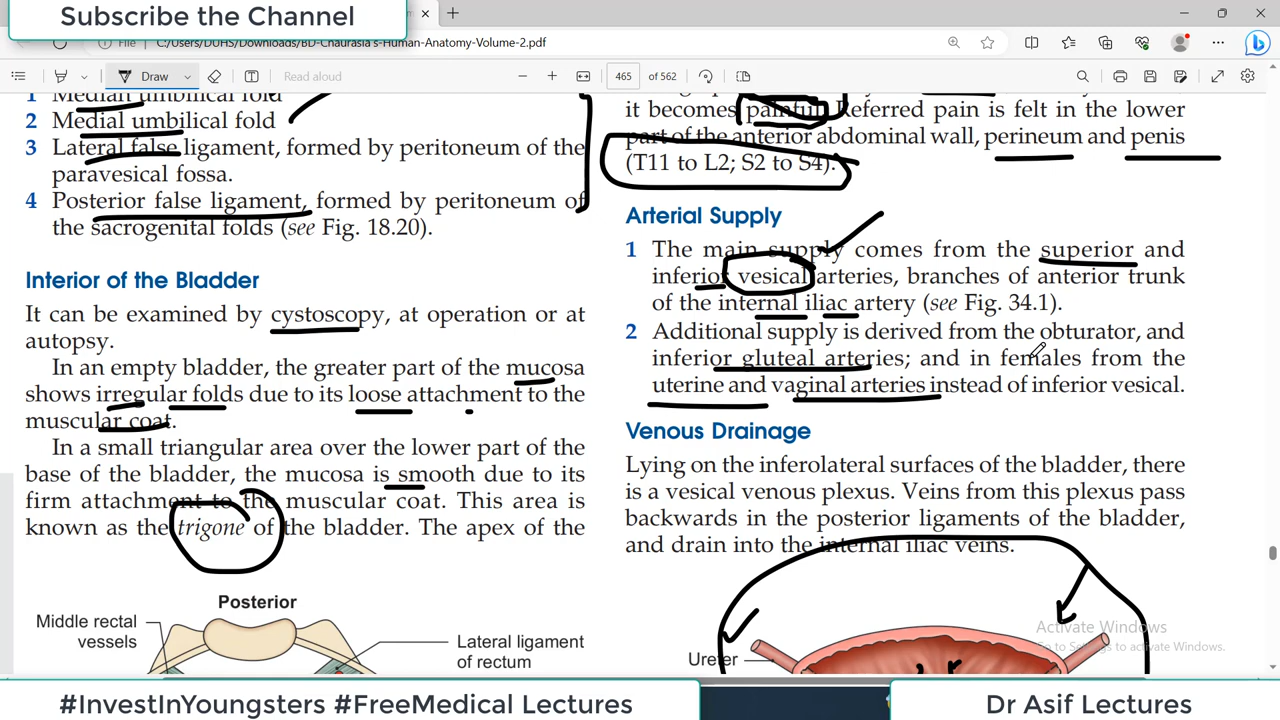 Subscribe the Channel
File C:/Users/DUHS/Downloads/BD-Chaurasia's-Human-Anatomy-Volume-2.pdf
Draw
Read aloud
465 of 562
1 Median umbilical fold
2 Medial umbilical fold
3 Lateral false ligament, formed by peritoneum of the
paravesical fossa.
4 Posterior false ligament, formed by peritoneum of
the sacrogenital folds (see Fig. 18.20).
Interior of the Bladder
It can be examined by cystoscopy, at operation or at
autopsy.
In an empty bladder, the greater part of the mucosa
shows irregular folds due to its loose attachment to the
muscular coat.
In a small triangular area over the lower part of the
base of the bladder, the mucosa is smooth due to its
firm attachment to the muscular coat. This area is
known as the trigone of the bladder. The apex of the
Posterior
Middle rectal
vessels
Lateral ligament
of rectum
it becomes painful. Referred pain is felt in the lower
part of the anterior abdominal wall, perineum and penis
(T11 to L2; S2 to S4).
Arterial Supply
1 The main supply comes from the superior and
inferior vesical arteries, branches of anterior trunk
of the internal iliac artery (see Fig. 34.1).
2 Additional supply is derived from the obturator, and
inferior gluteal arteries; and in females from the
uterine and vaginal arteries instead of inferior vesical.
Venous Drainage
Lying on the inferolateral surfaces of the bladder, there
is a vesical venous plexus. Veins from this plexus pass
backwards in the posterior ligaments of the bladder,
and drain into the internal iliac veins.
Ureter
Activate Windows
Go to Settings to activate Windows.
#InvestInYoungsters #FreeMedical Lectures
Dr Asif Lectures